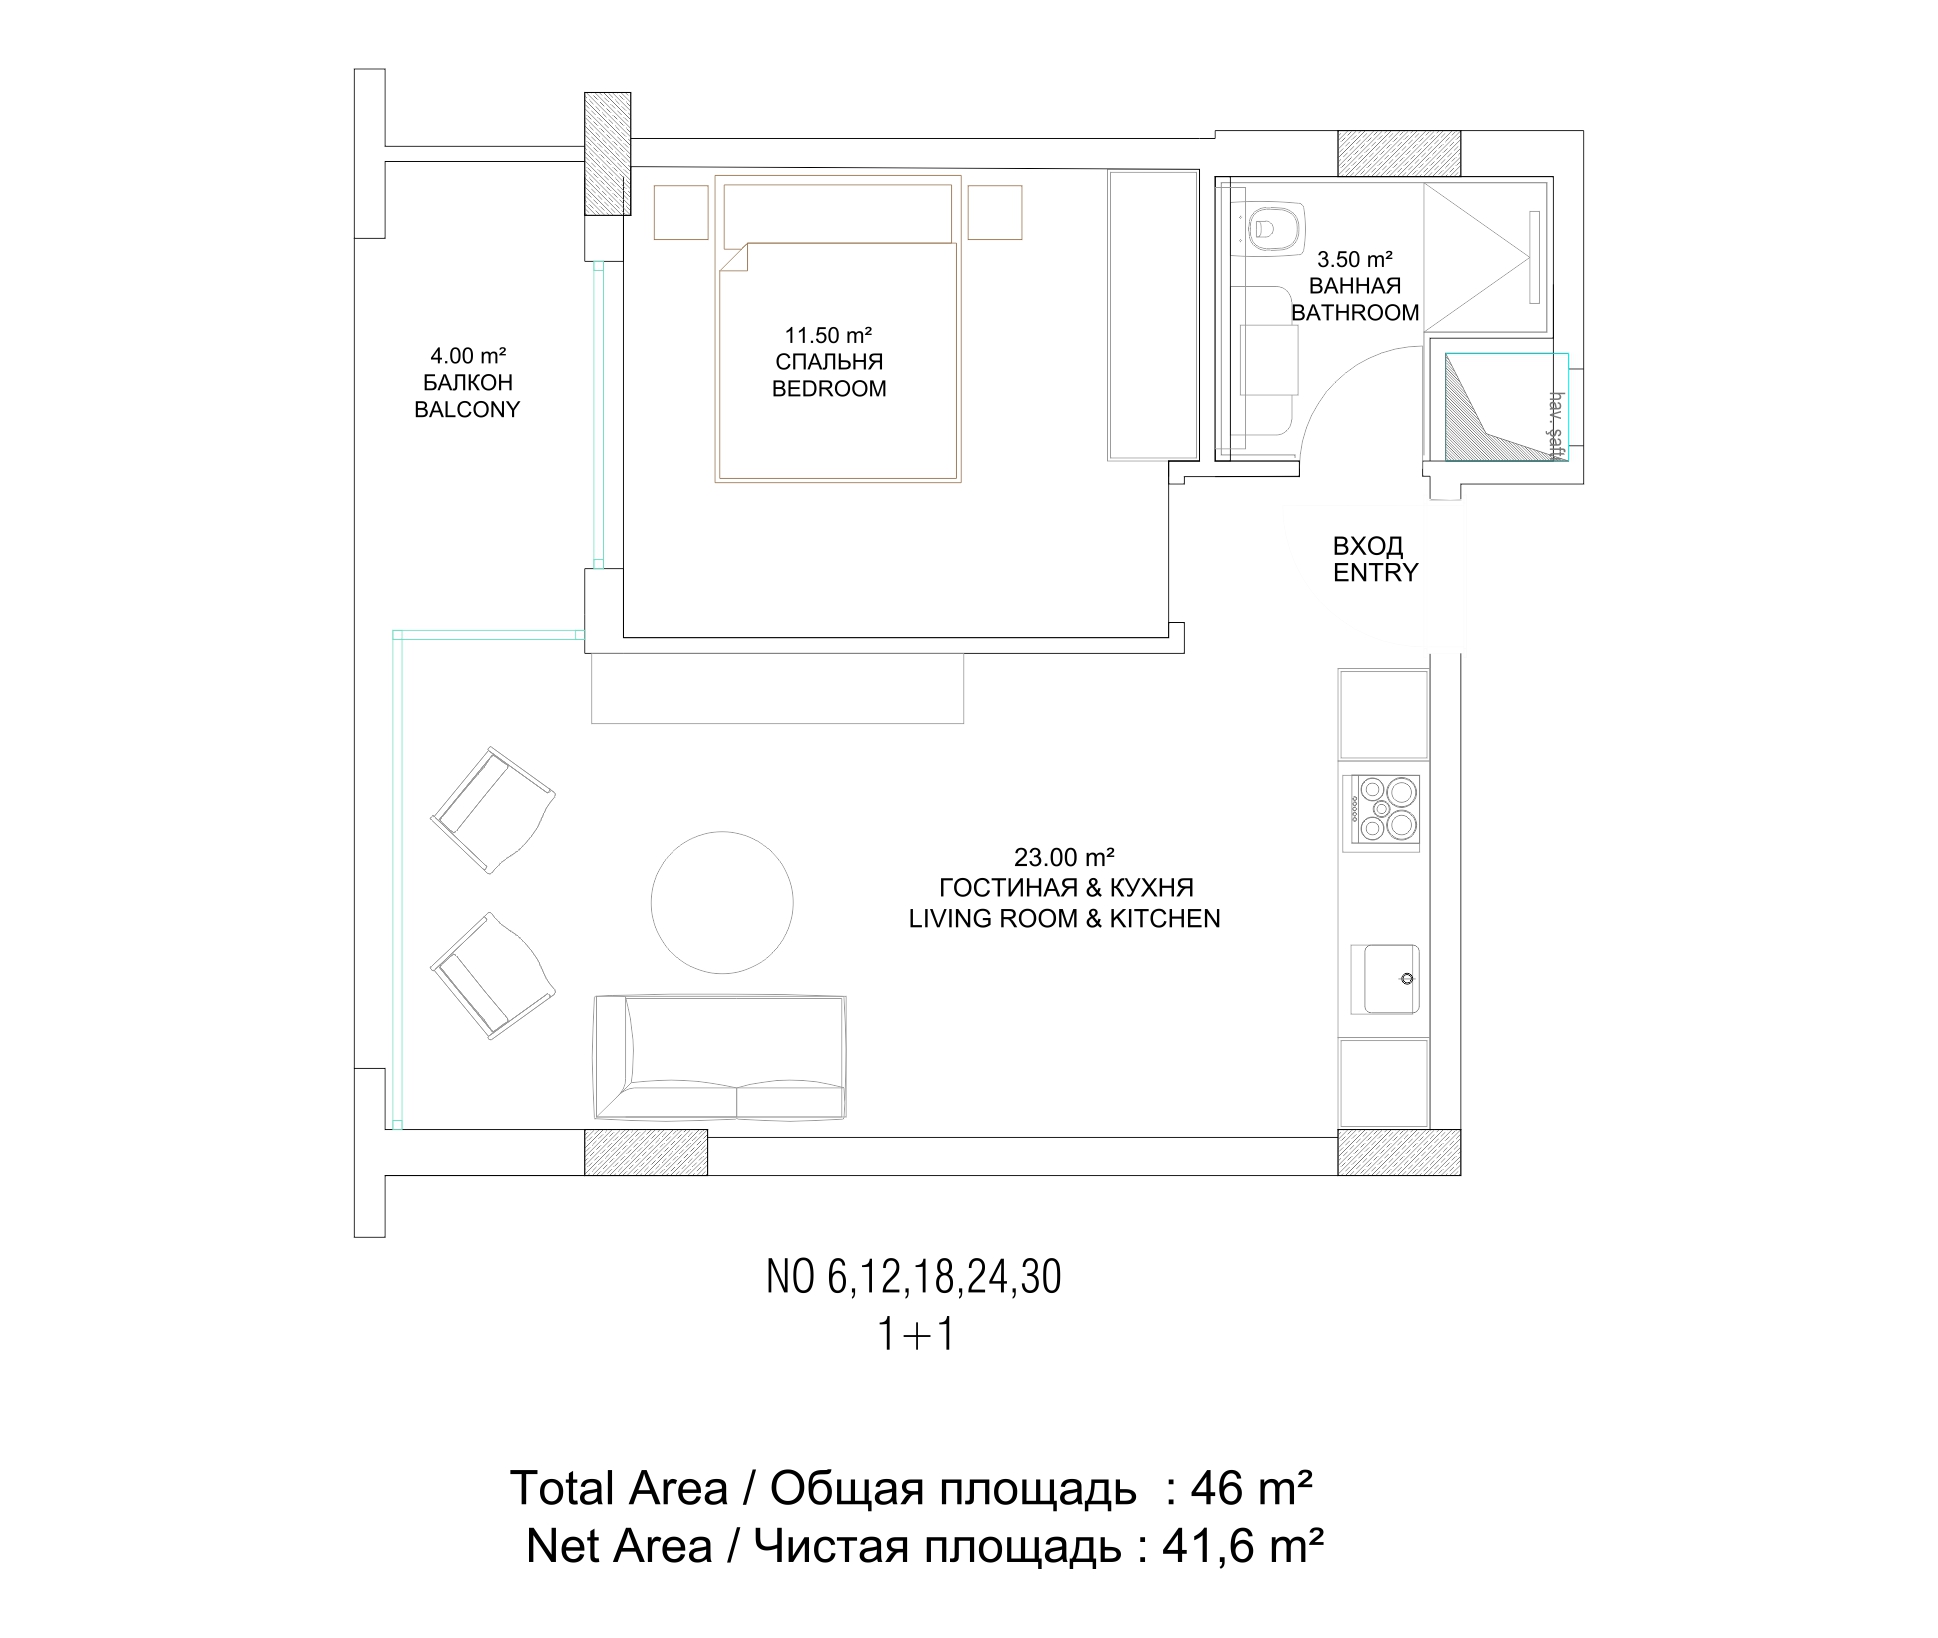 3.50 m²
ВАННАЯ
BATHROOM
11.50 m²
СПАЛЬНЯ
BEDROOM
4.00 m²
БАЛКОН
BALCONY
hav. şaftı
ВХОД
ENTRY
23.00 m²
ГОСТИНАЯ & КУХНЯ
LIVING ROOM & KITCHEN
NO 6,12,18,24,30
1+1
Total Area / Общая площадь : 46 m²
Net Area / Чистая площадь : 41,6 m²